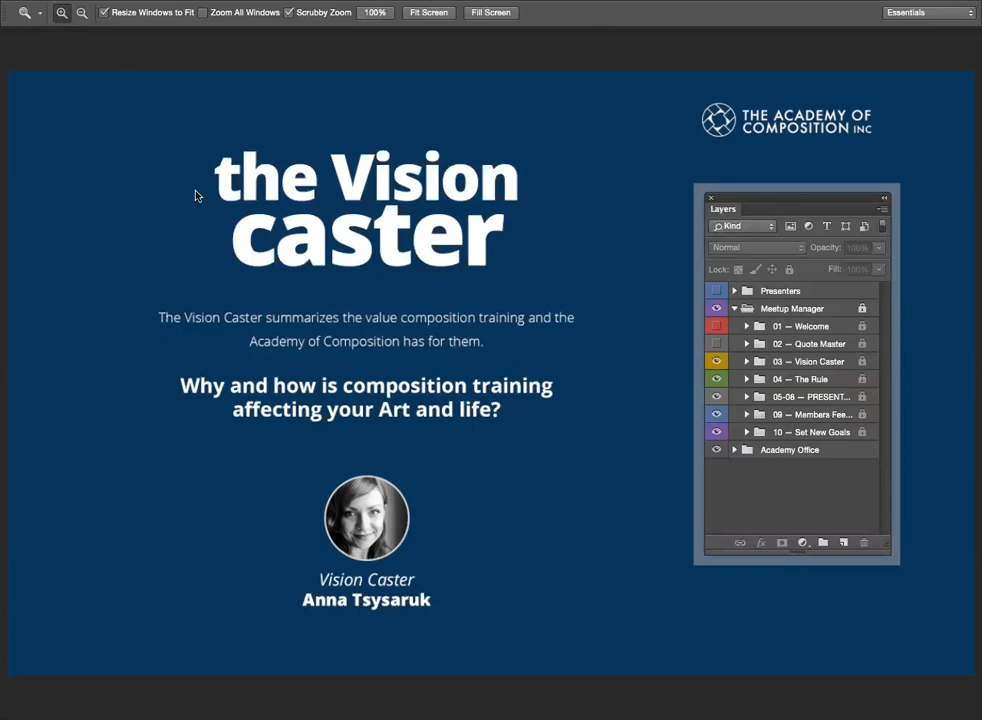 Resize Windows to Fit Zoom All Windows Scrubby Zoom 100% Fit Screen Fill Screen Essentials
THE ACADEMY OF
COMPOSITION INC
the Vision
caster
The Vision Caster summarizes the value composition training and the
Academy of Composition has for them.
Why and how is composition training
affecting your Art and life?
Vision Caster
Anna Tsysaruk
Layers
Kind
Normal Opacity: 100%
Lock: Fill: 100%
Presenters
Meetup Manager
01 — Welcome
02 — Quote Master
03 — Vision Caster
04 — The Rule
05-06 — PRESENT...
09 — Members Fee...
10 — Set New Goals
Academy Office
fx